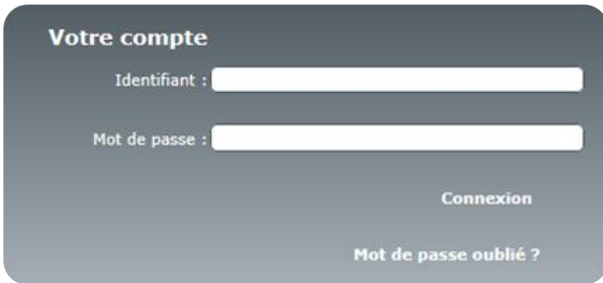 Votre compte
Identifiant :
Mot de passe :
Connexion
Mot de passe oublié ?